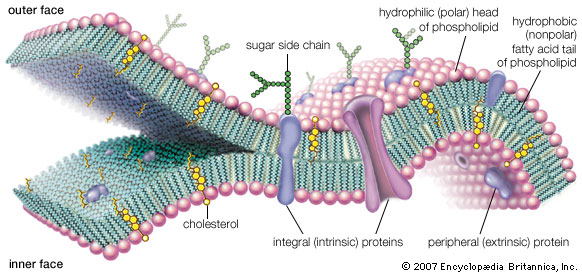 outer face
sugar side chain
hydrophilic (polar) head
of phospholipid
hydrophobic
(nonpolar)
fatty acid tail
of phospholipid
cholesterol
integral (intrinsic) proteins
peripheral (extrinsic) protein
inner face
© 2007 Encyclopædia Britannica, Inc.